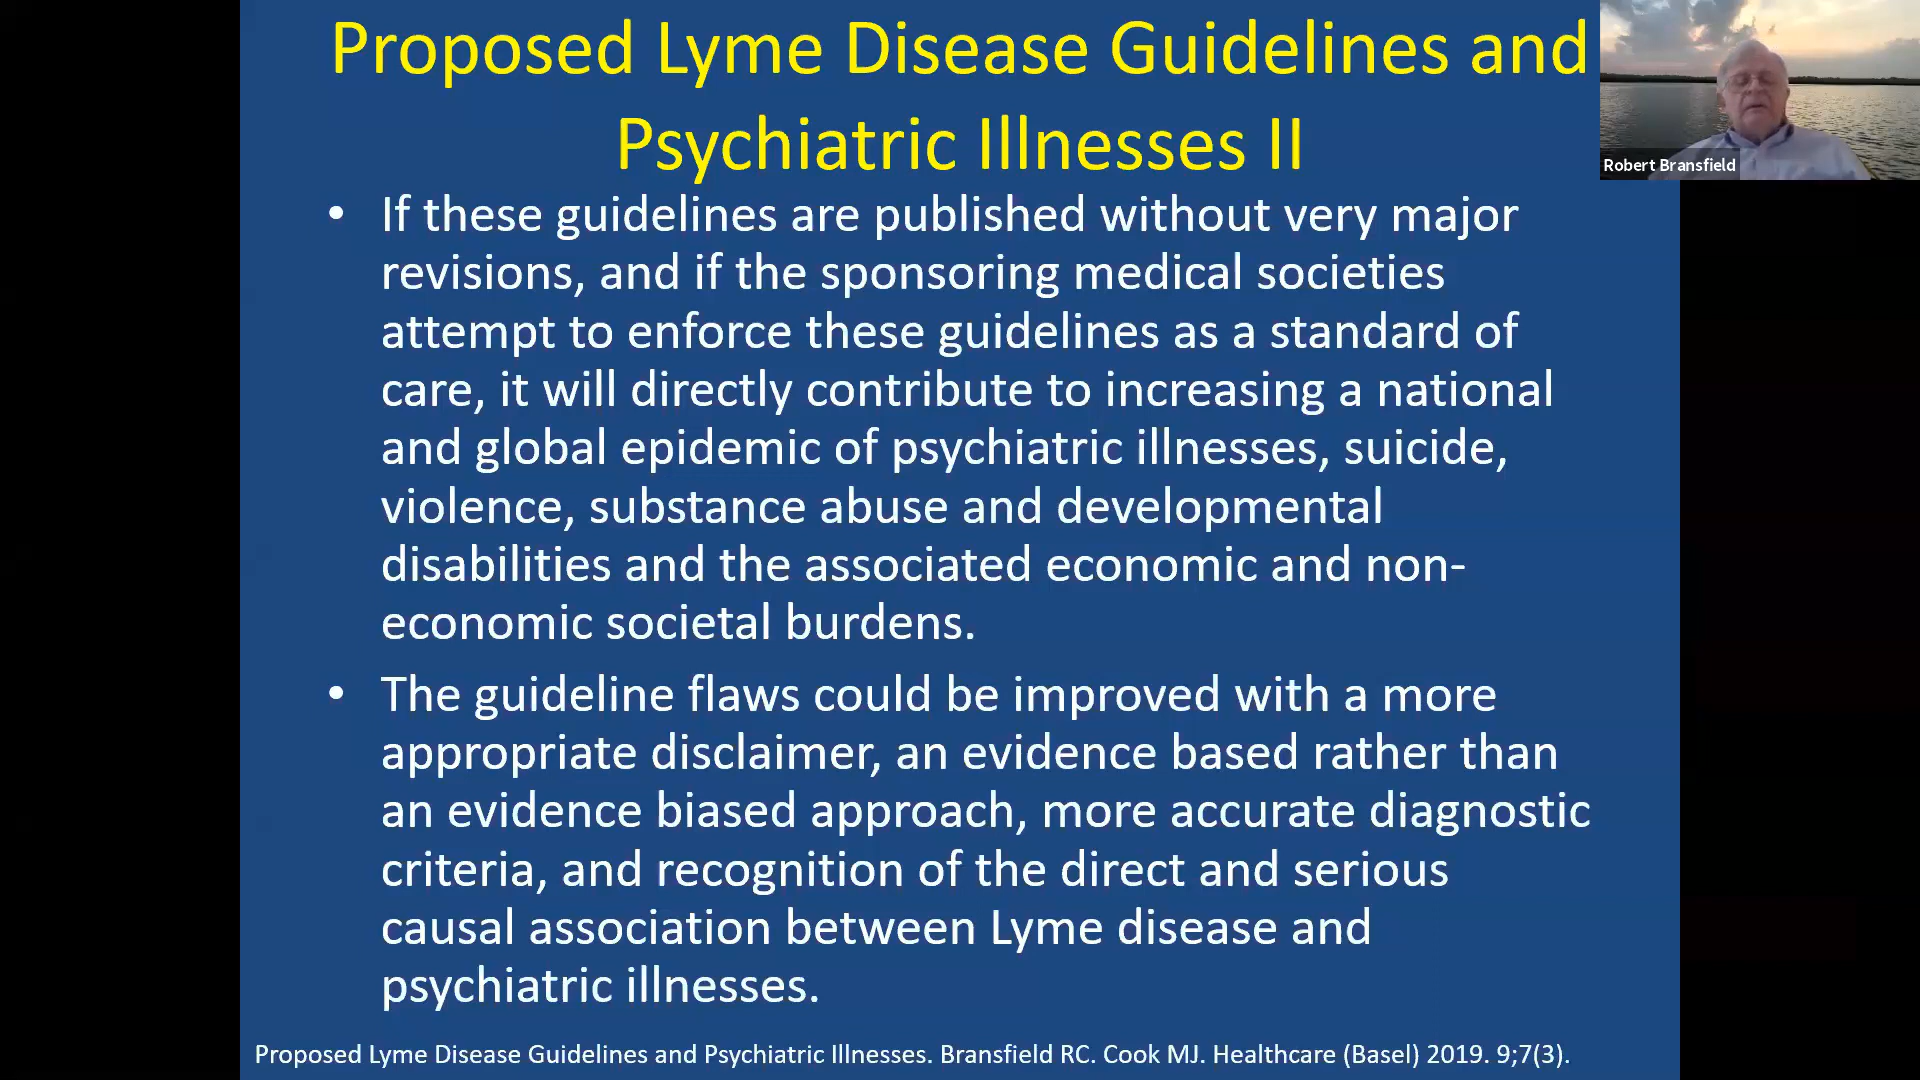 Proposed Lyme Disease Guidelines and
Psychiatric Illnesses II
Robert Bransfield
• If these guidelines are published without very major
revisions, and if the sponsoring medical societies
attempt to enforce these guidelines as a standard of
care, it will directly contribute to increasing a national
and global epidemic of psychiatric illnesses, suicide,
violence, substance abuse and developmental
disabilities and the associated economic and non-
economic societal burdens.
• The guideline flaws could be improved with a more
appropriate disclaimer, an evidence based rather than
an evidence biased approach, more accurate diagnostic
criteria, and recognition of the direct and serious
causal association between Lyme disease and
psychiatric illnesses.
Proposed Lyme Disease Guidelines and Psychiatric Illnesses. Bransfield RC. Cook MJ. Healthcare (Basel) 2019. 9;7(3).